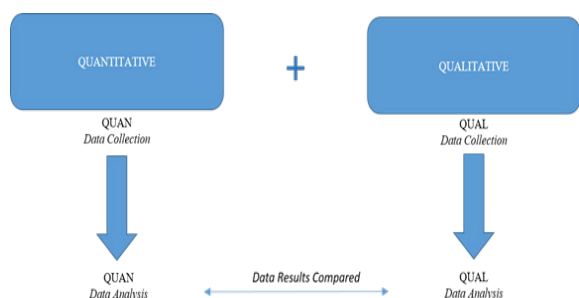 QUANTITATIVE
+
QUALITATIVE
QUAN
Data Collection
QUAL
Data Collection
QUAN
Data Analysis
Data Results Compared
QUAL
Data Analysis